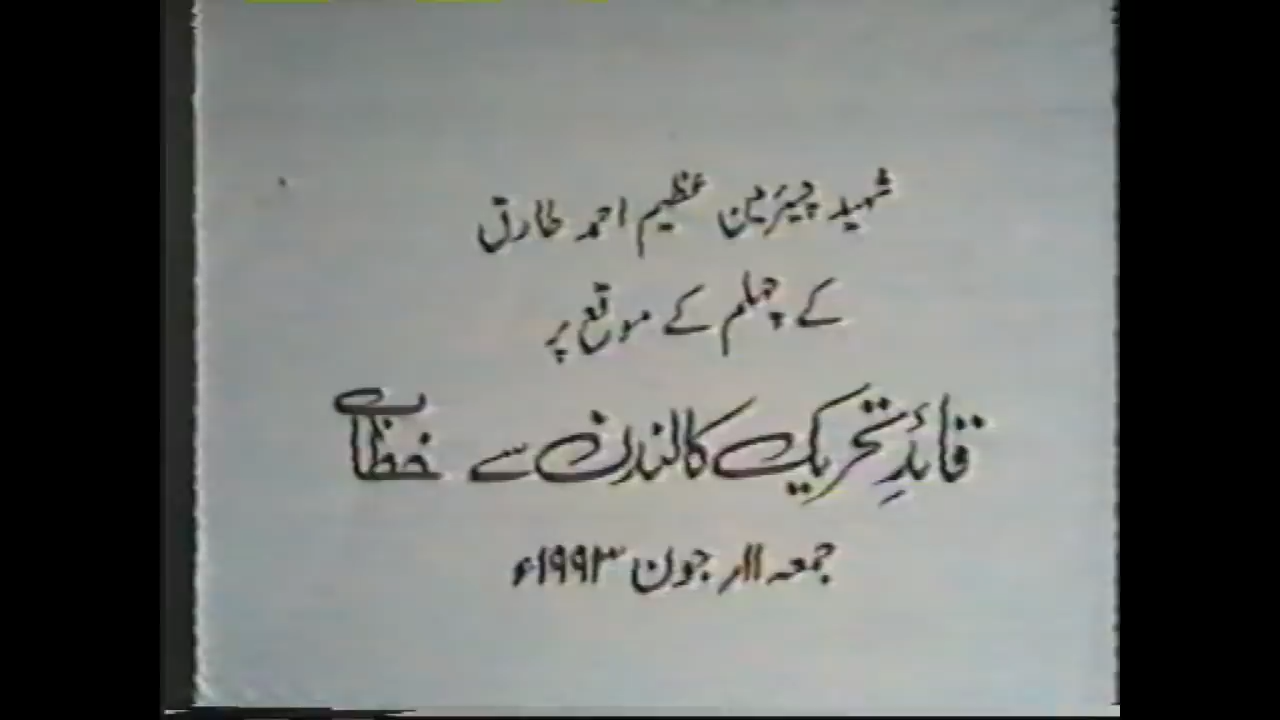 شہید چیئرمین عظیم احمد طارق
کے چہلم کے موقع پر
قائدِ تحریک کا لندن سے خطاب
جمعہ ۱۱ر جون ۱۹۹۳ء